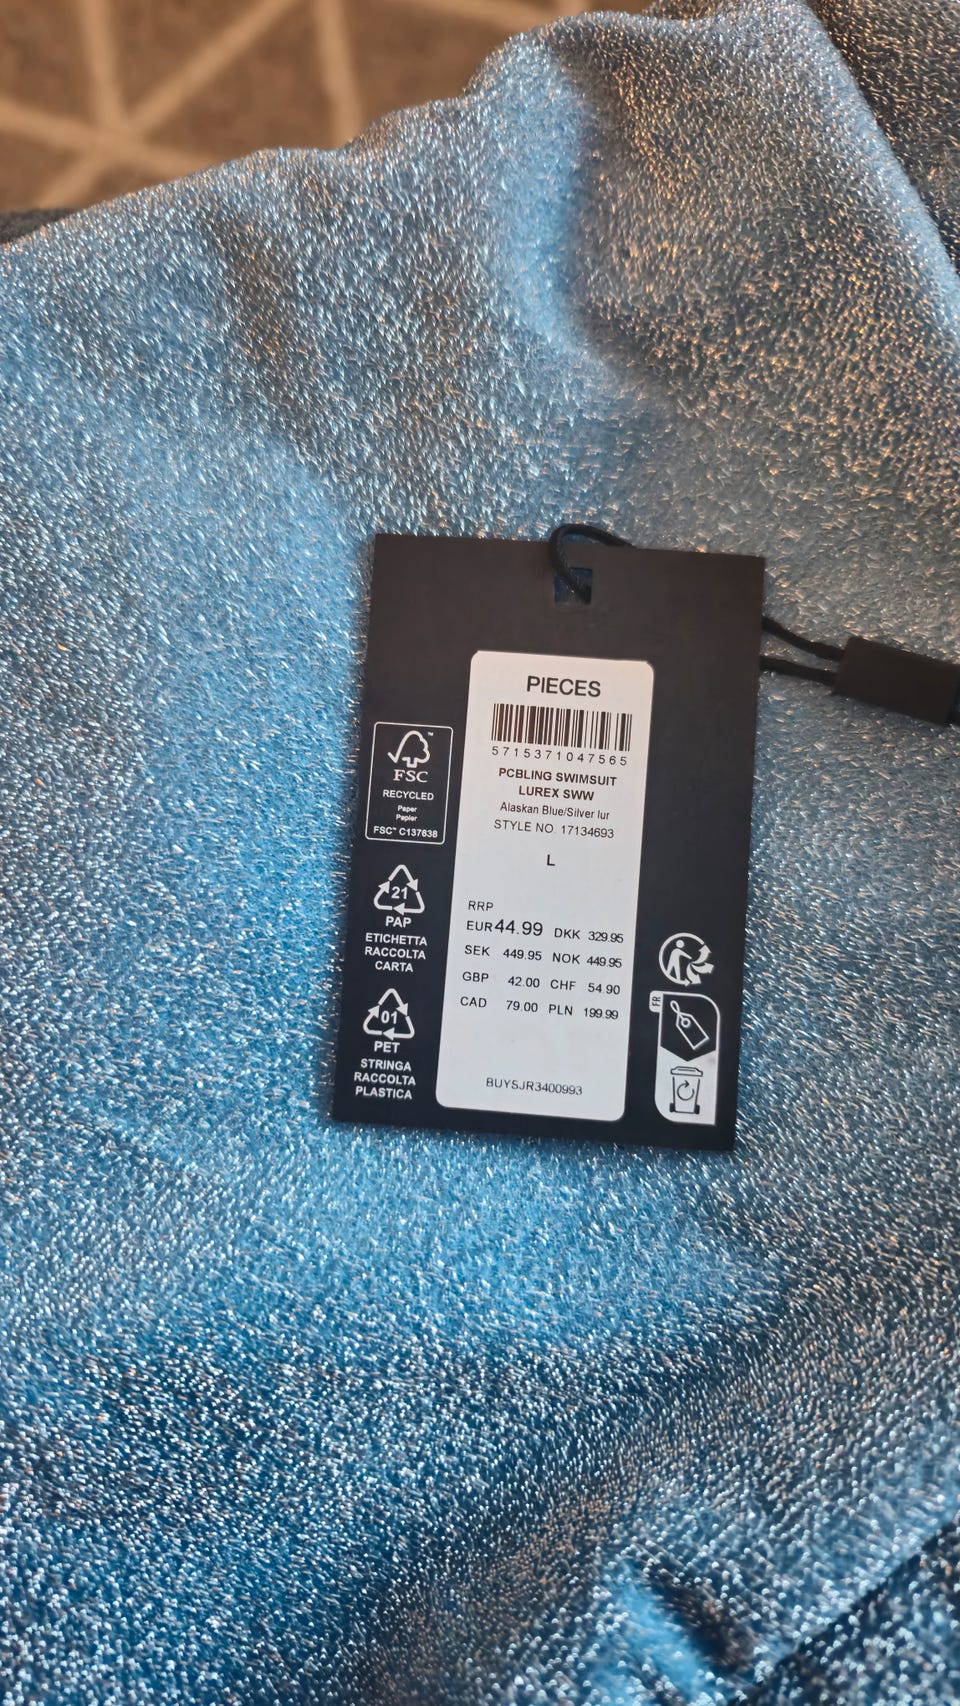 PIECES
5715371047565
PCBLING SWIMSUIT
LUREX SWW
Alaskan Blue/Silver lur
STYLE NO. 17134693
L
RRP
EUR 44.99 DKK 329.95
SEK 449.95 NOK 449.95
GBP 42.00 CHF 54.90
CAD 79.00 PLN 199.99
BUYSJR3400993
FSC™
RECYCLED
Paper
Papier
FSC™ C137638
21
PAP
ETICHETTA
RACCOLTA
CARTA
01
PET
STRINGA
RACCOLTA
PLASTICA
FR